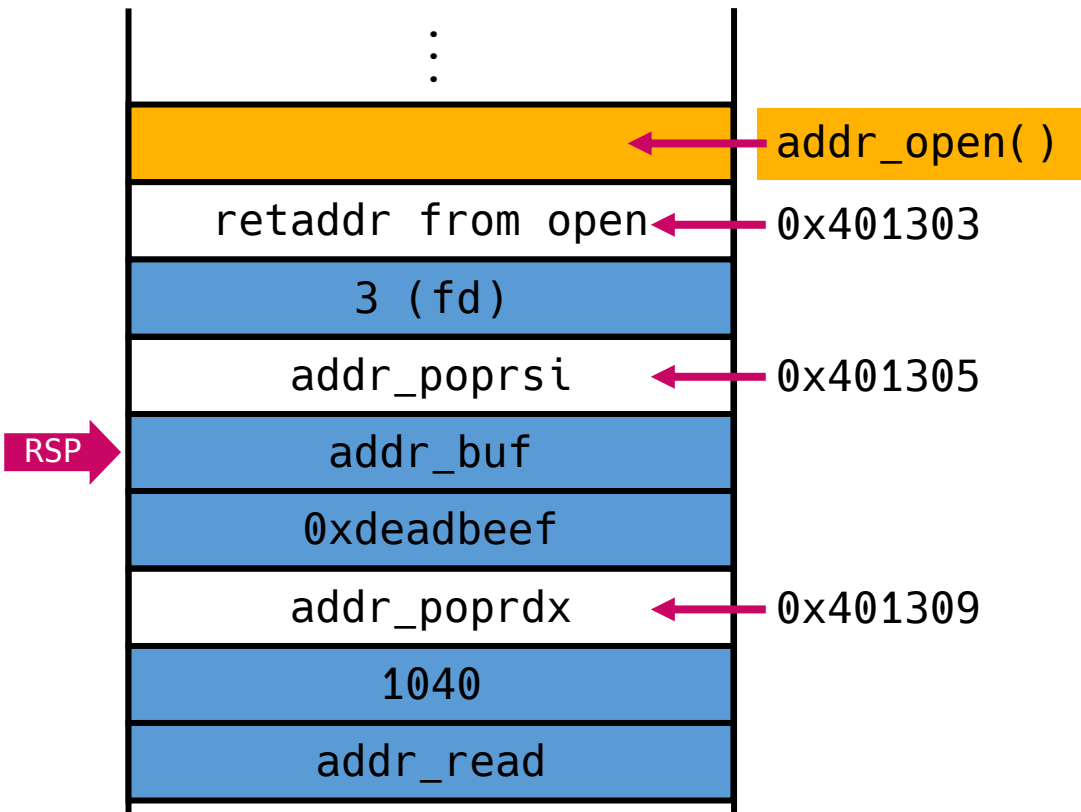 ⋮
addr_open()
retaddr from open 0x401303
3 (fd)
addr_poprsi 0x401305
RSP addr_buf
0xdeadbeef
addr_poprdx 0x401309
1040
addr_read